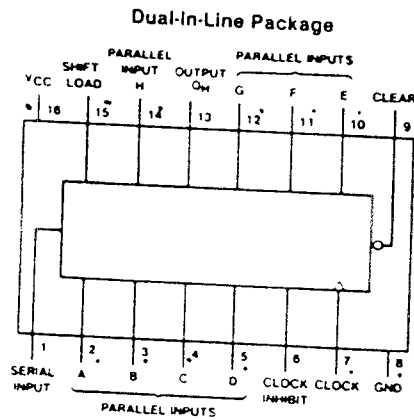 Dual-In-Line Package
PARALLEL INPUTS
VCC
SHIFT LOAD
PARALLEL INPUT H
OUTPUT QH
G
F
E
CLEAR
16
15
14
13
12
11
10
9
1
2
3
4
5
6
7
8
SERIAL INPUT
A
B
C
D
CLOCK INHIBIT
CLOCK
GND
PARALLEL INPUTS